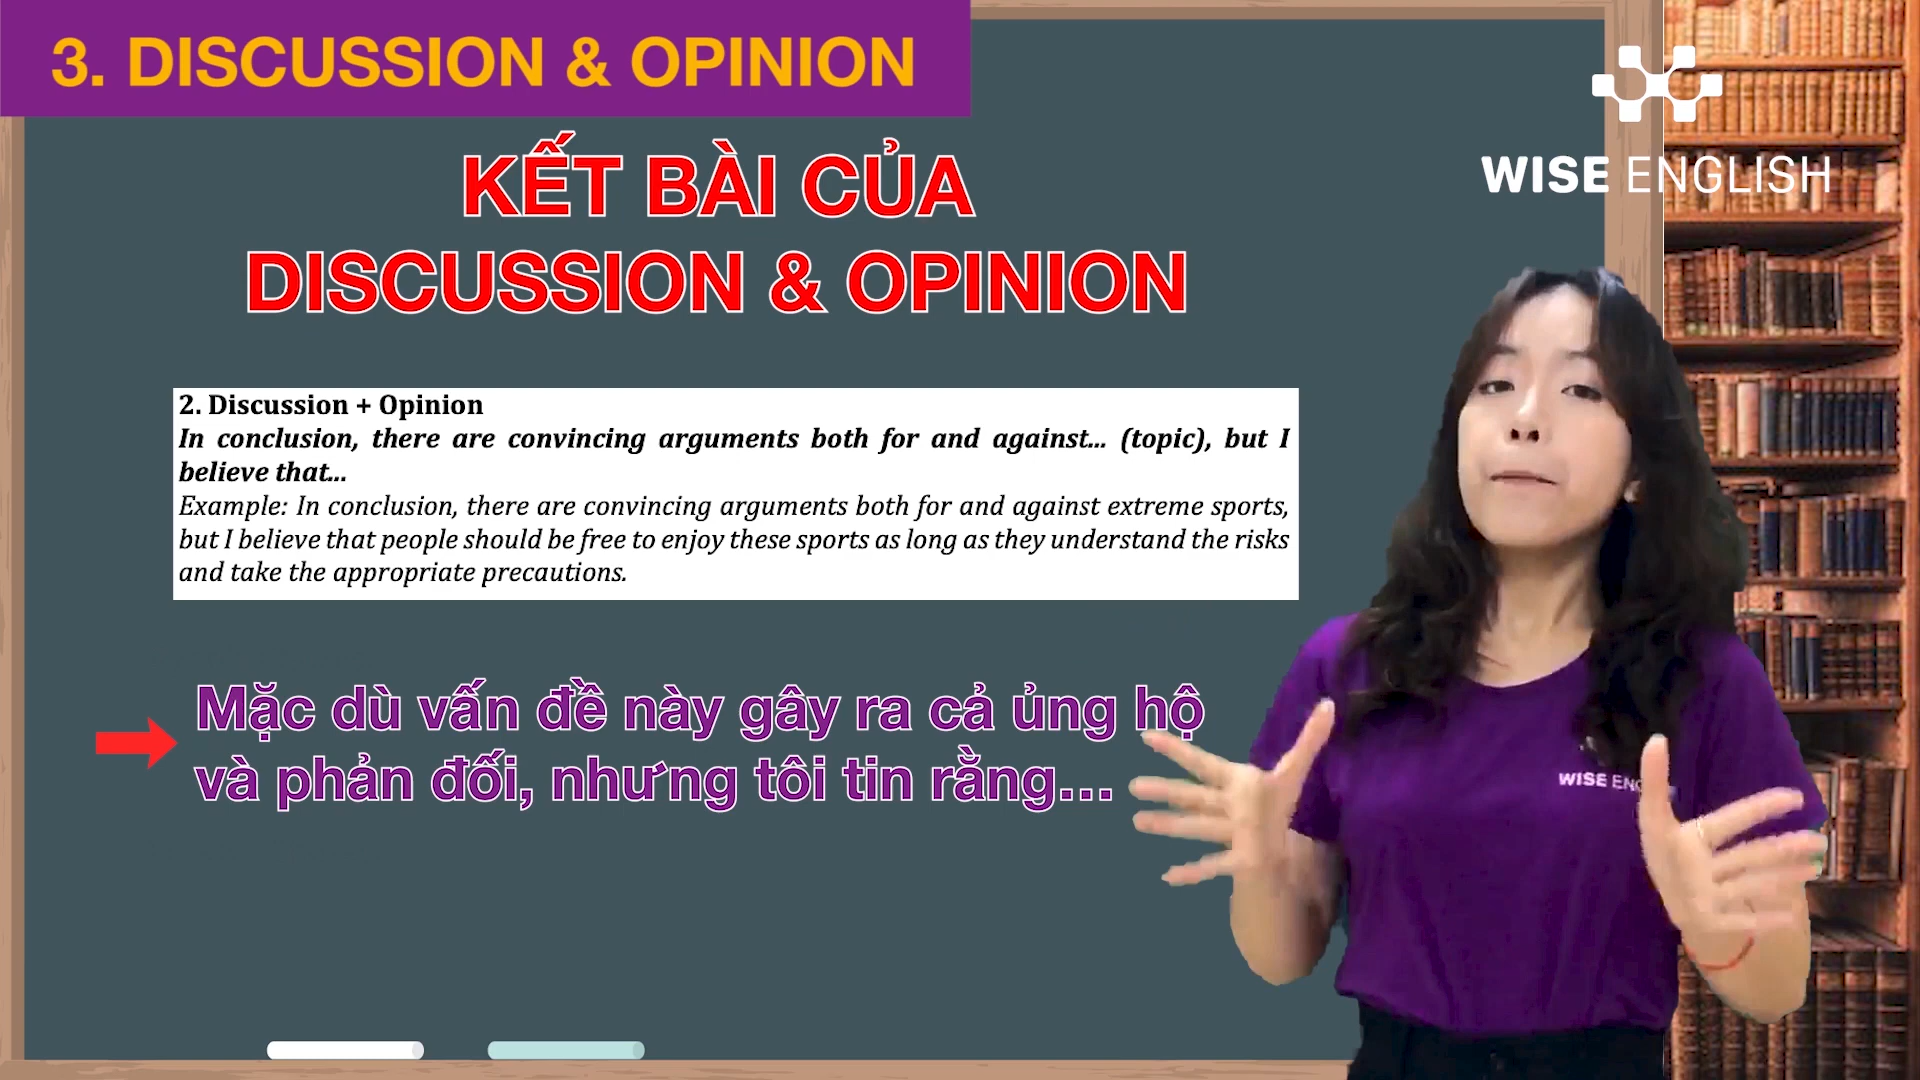 3. DISCUSSION & OPINION
WISE ENGLISH
KẾT BÀI CỦA
DISCUSSION & OPINION
2. Discussion + Opinion
In conclusion, there are convincing arguments both for and against... (topic), but I
believe that...
Example: In conclusion, there are convincing arguments both for and against extreme sports,
but I believe that people should be free to enjoy these sports as long as they understand the risks
and take the appropriate precautions.
Mặc dù vấn đề này gây ra cả ủng hộ
và phản đối, nhưng tôi tin rằng...
WISE ENG